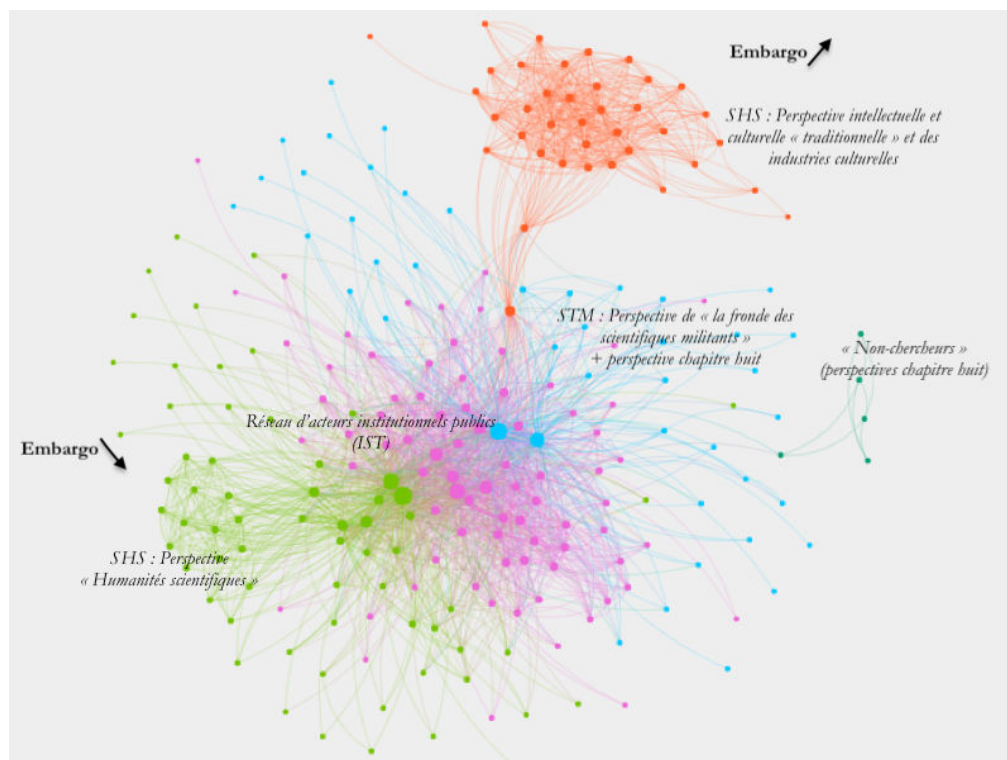 Embargo
SHS : Perspective intellectuelle et
culturelle « traditionnelle » et des
industries culturelles
STM : Perspective de « la fronde des
scientifiques militants »
+ perspective chapitre huit
« Non-chercheurs »
(perspectives chapitre huit)
Réseau d'acteurs institutionnels publics
(IST)
Embargo
SHS : Perspective
« Humanités scientifiques »